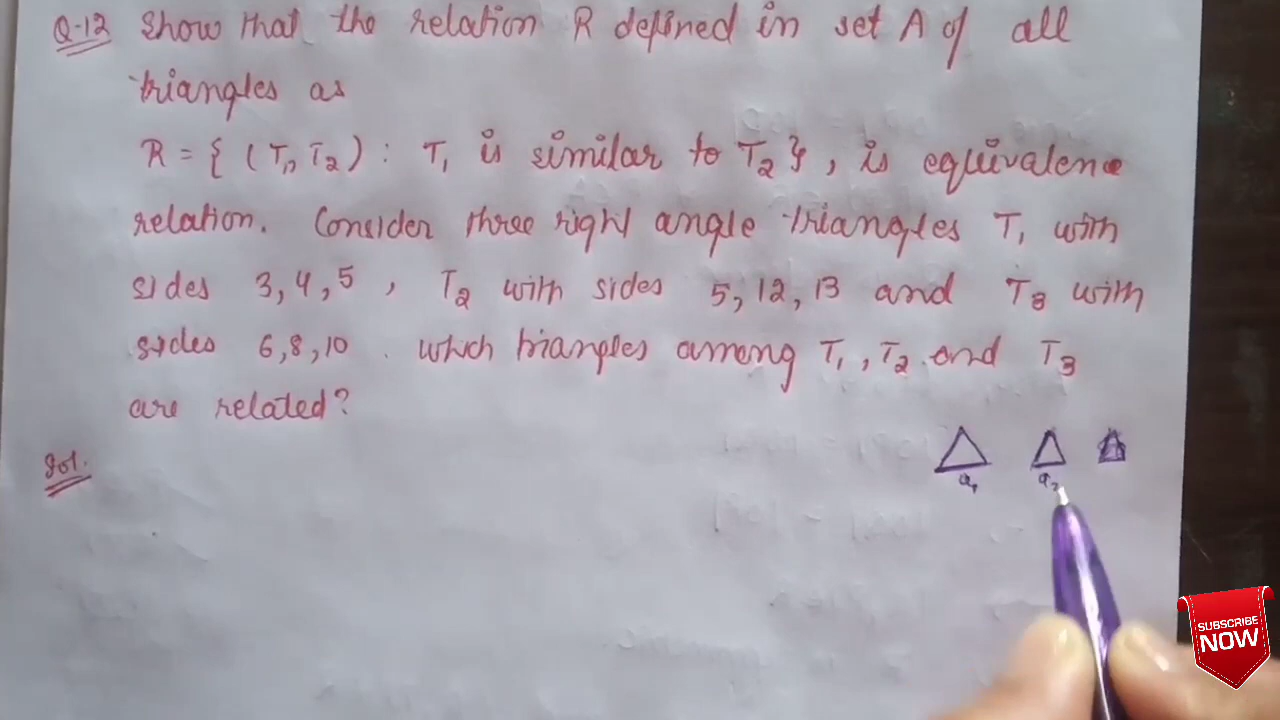 Q-12 Show that the relation R defined in set A of all
triangles as
R = { (T₁, T₂) : T₁ is similar to T₂ } , is equivalence
relation. Consider three right angle triangles T₁ with
sides 3, 4, 5 , T₂ with sides 5, 12, 13 and T₃ with
sides 6, 8, 10 . which triangles among T₁ , T₂ and T₃
are related?
Sol.
a₁ a₂
SUBSCRIBE
NOW